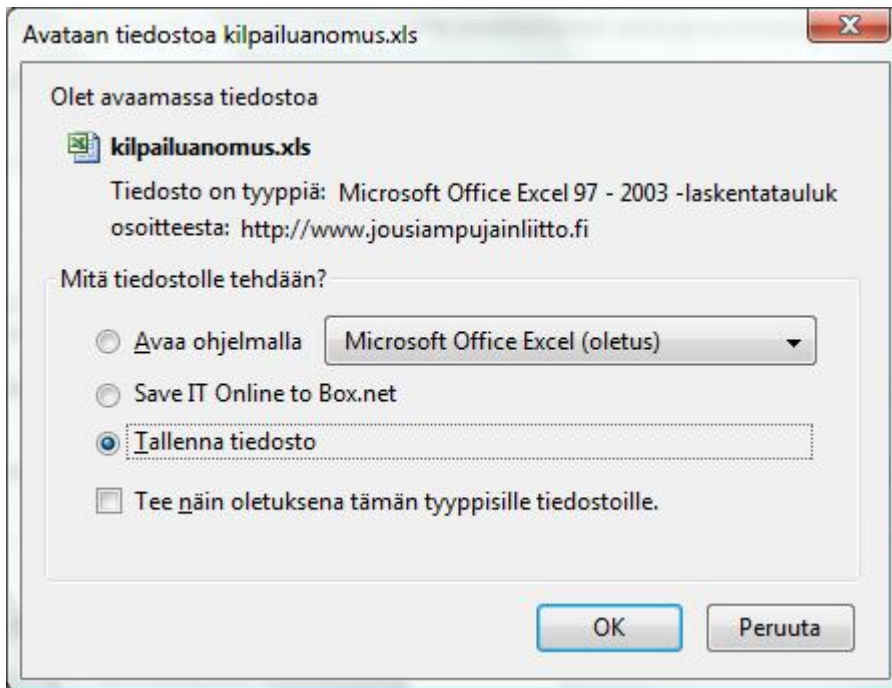 Avataan tiedostoa kilpailuanomus.xls
Olet avaamassa tiedostoa
kilpailuanomus.xls
Tiedosto on tyyppiä: Microsoft Office Excel 97 - 2003 -laskentatauluk
osoitteesta: http://www.jousiampujainliitto.fi
Mitä tiedostolle tehdään?
Avaa ohjelmalla Microsoft Office Excel (oletus)
Save IT Online to Box.net
Tallenna tiedosto
Tee näin oletuksena tämän tyyppisille tiedostoille.
OK Peruuta